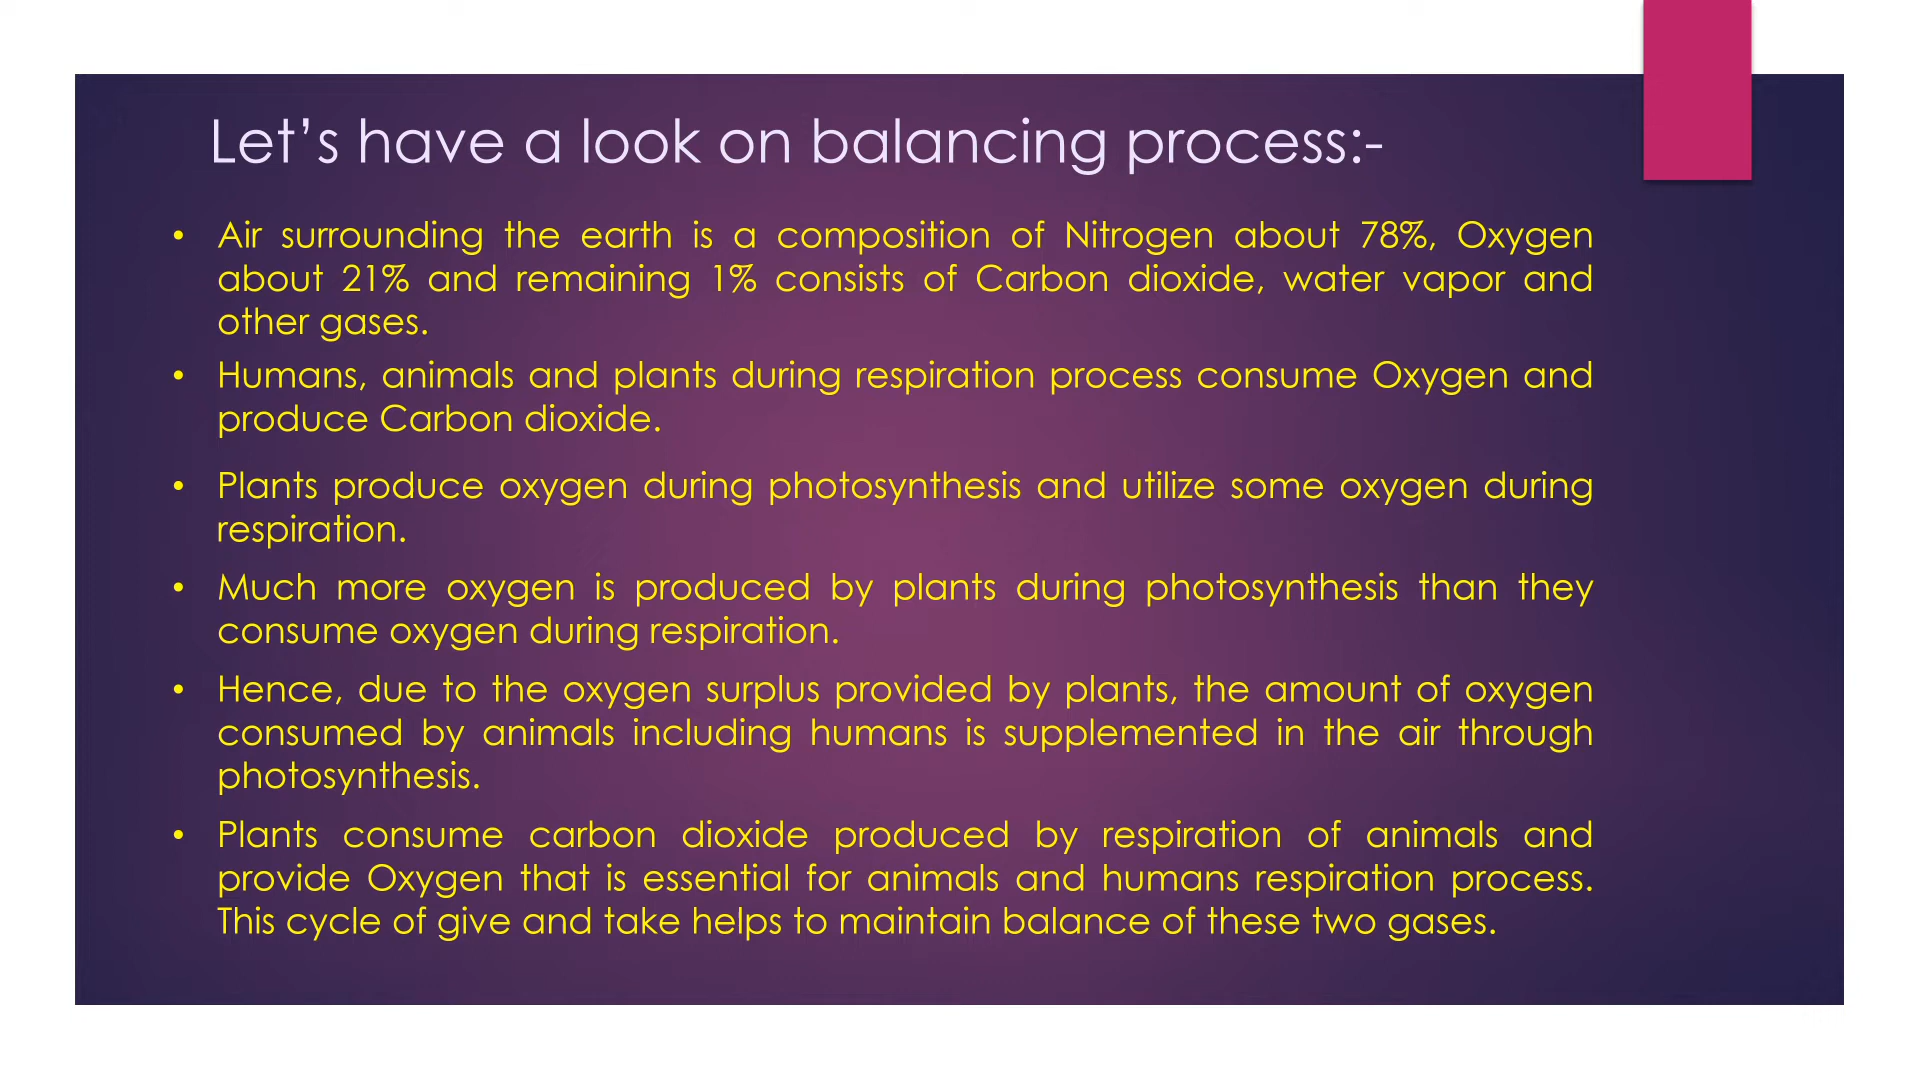 Let’s have a look on balancing process:-
• Air surrounding the earth is a composition of Nitrogen about 78%, Oxygen
about 21% and remaining 1% consists of Carbon dioxide, water vapor and
other gases.
• Humans, animals and plants during respiration process consume Oxygen and
produce Carbon dioxide.
• Plants produce oxygen during photosynthesis and utilize some oxygen during
respiration.
• Much more oxygen is produced by plants during photosynthesis than they
consume oxygen during respiration.
• Hence, due to the oxygen surplus provided by plants, the amount of oxygen
consumed by animals including humans is supplemented in the air through
photosynthesis.
• Plants consume carbon dioxide produced by respiration of animals and
provide Oxygen that is essential for animals and humans respiration process.
This cycle of give and take helps to maintain balance of these two gases.